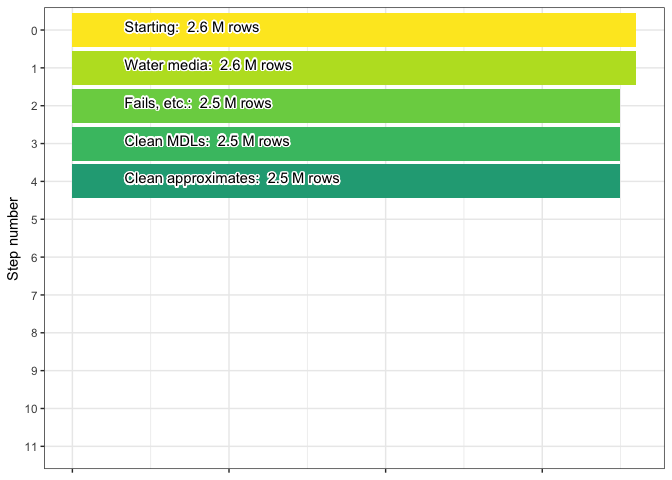 0
Starting:  2.6 M rows
1
Water media:  2.6 M rows
2
Fails, etc.:  2.5 M rows
3
Clean MDLs:  2.5 M rows
4
Clean approximates:  2.5 M rows
5
6
7
8
9
10
11
Step number